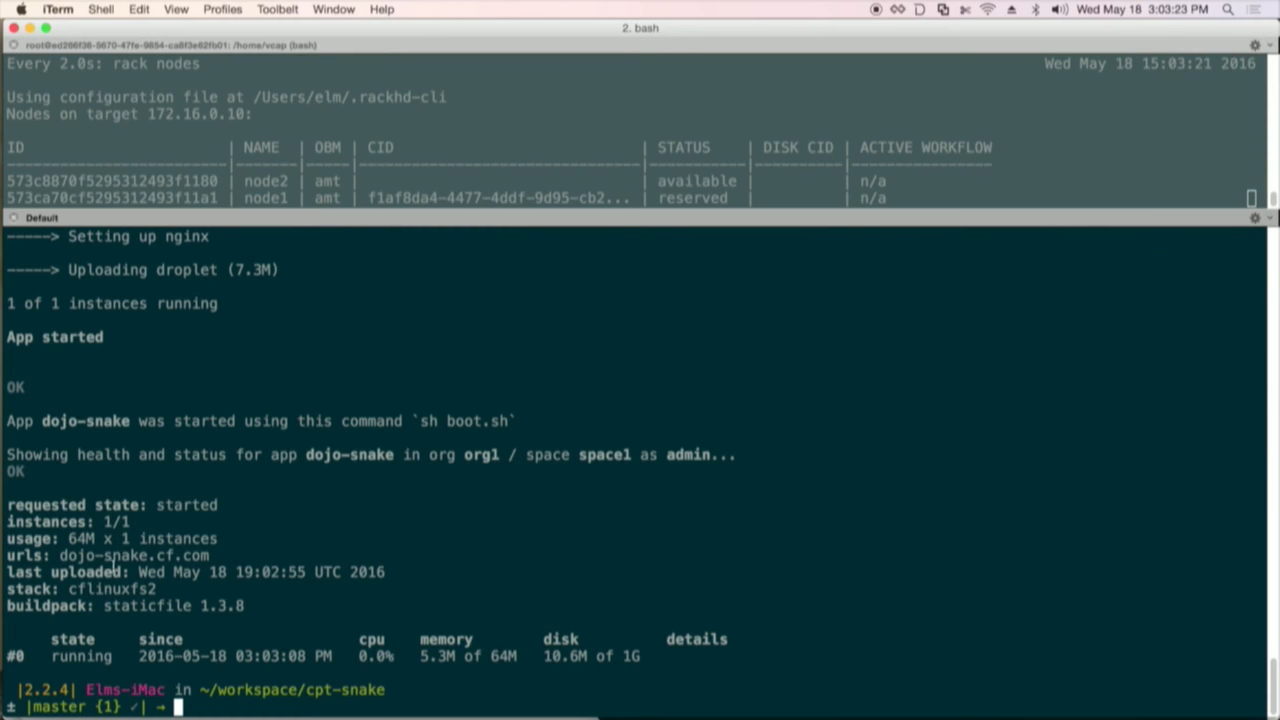 iTerm Shell Edit View Profiles Toolbelt Window Help Wed May 18 3:03:23 PM
2. bash
root@ed266f36-5670-47fe-9654-ca8f3e62fb01: /home/vcap (bash)
Every 2.0s: rack nodes Wed May 18 15:03:21 2016
Using configuration file at /Users/elm/.rackhd-cli
Nodes on target 172.16.0.10:
ID | NAME | OBM | CID | STATUS | DISK CID | ACTIVE WORKFLOW
573c8870f5295312493f1180 | node2 | amt | | available | | n/a
573ca70cf5295312493f11a1 | node1 | amt | f1af8da4-4477-4ddf-9d95-cb2... | reserved | | n/a
Default
-----> Setting up nginx
-----> Uploading droplet (7.3M)
1 of 1 instances running
App started
OK
App dojo-snake was started using this command `sh boot.sh`
Showing health and status for app dojo-snake in org org1 / space space1 as admin...
OK
requested state: started
instances: 1/1
usage: 64M x 1 instances
urls: dojo-snake.cf.com
last uploaded: Wed May 18 19:02:55 UTC 2016
stack: cflinuxfs2
buildpack: staticfile 1.3.8
state since cpu memory disk details
#0 running 2016-05-18 03:03:08 PM 0.0% 5.3M of 64M 10.6M of 1G
|2.2.4| Elms-iMac in ~/workspace/cpt-snake
± |master {1} ✓| →